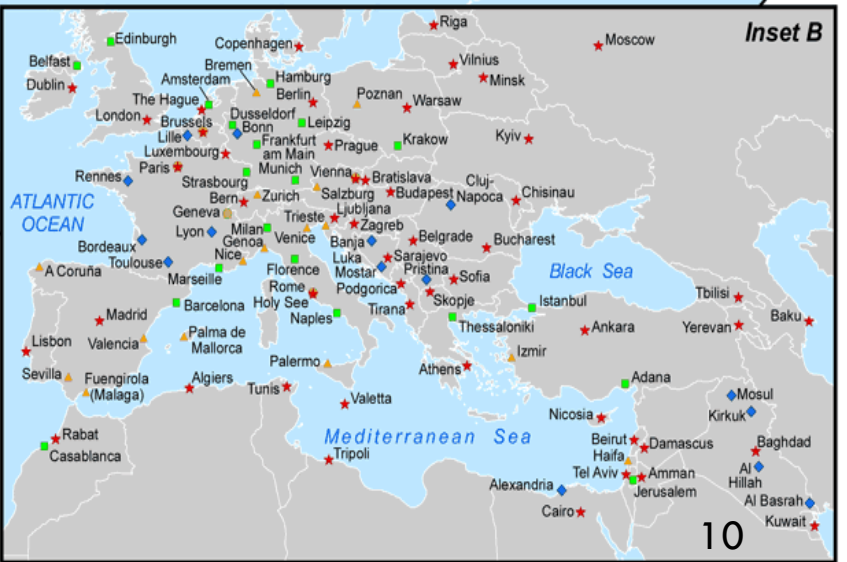 Inset B
Riga
Moscow
Edinburgh
Copenhagen
Vilnius
Belfast
Bremen
Minsk
Amsterdam
Hamburg
Dublin
Berlin
Poznan
The Hague
Warsaw
London
Brussels
Dusseldorf
Leipzig
Lille
Bonn
Kyiv
Frankfurt
am Main
Prague
Krakow
Luxembourg
Paris
Munich
Vienna
Bratislava
Rennes
Strasbourg
Cluj-
Napoca
Bern
Zurich
Salzburg
Budapest
Chisinau
ATLANTIC
OCEAN
Geneva
Trieste
Ljubljana
Zagreb
Lyon
Milan
Venice
Banja
Luka
Belgrade
Bucharest
Bordeaux
Genoa
Toulouse
Nice
Sarajevo
A Coruña
Marseille
Florence
Mostar
Priština
Sofia
Black Sea
Rome
Holy See
Podgorica
Skopje
Tbilisi
Barcelona
Istanbul
Madrid
Naples
Tirana
Baku
Thessaloniki
Ankara
Yerevan
Lisbon
Valencia
Palma de
Mallorca
Izmir
Sevilla
Fuengirola
(Malaga)
Palermo
Athens
Adana
Algiers
Tunis
Mosul
Valetta
Nicosia
Kirkuk
Rabat
Mediterranean Sea
Beirut
Damascus
Baghdad
Casablanca
Tripoli
Haifa
Tel Aviv
Amman
Al
Hillah
Alexandria
Jerusalem
Cairo
Al Basrah
Kuwait
10